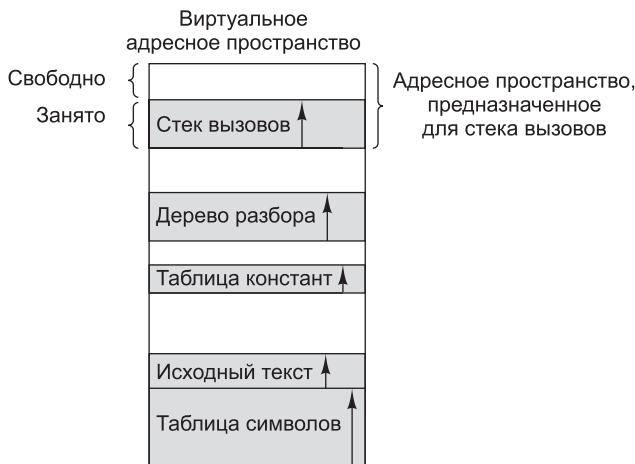 Виртуальное
адресное пространство
Свободно
Занято
Адресное пространство,
предназначенное
для стека вызовов
Стек вызовов
Дерево разбора
Таблица констант
Исходный текст
Таблица символов